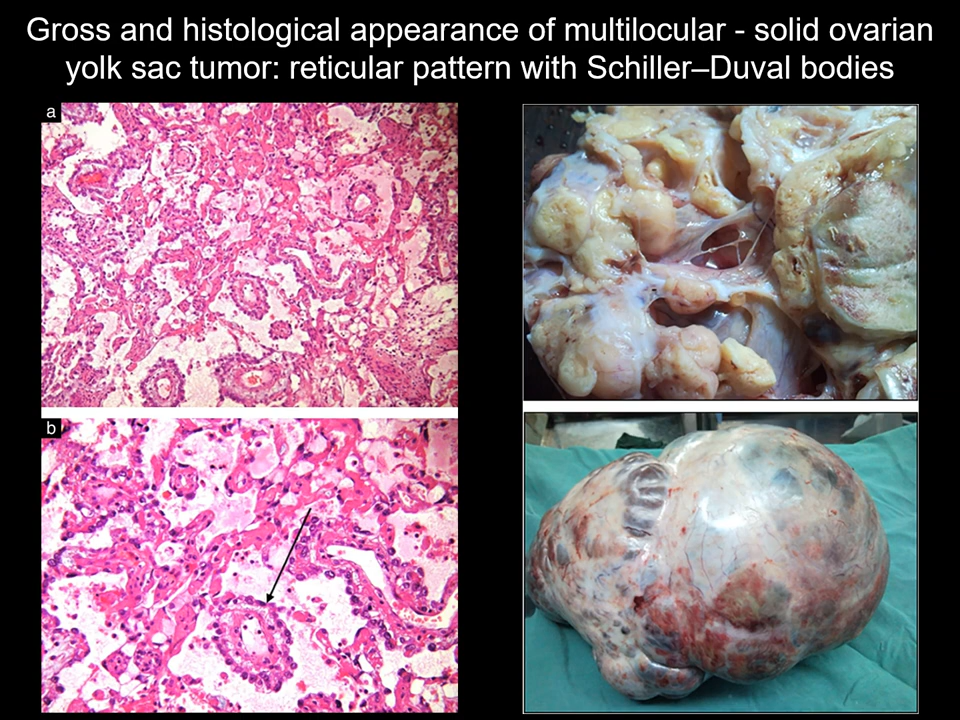 Gross and histological appearance of multilocular - solid ovarian
yolk sac tumor: reticular pattern with Schiller–Duval bodies
a
b